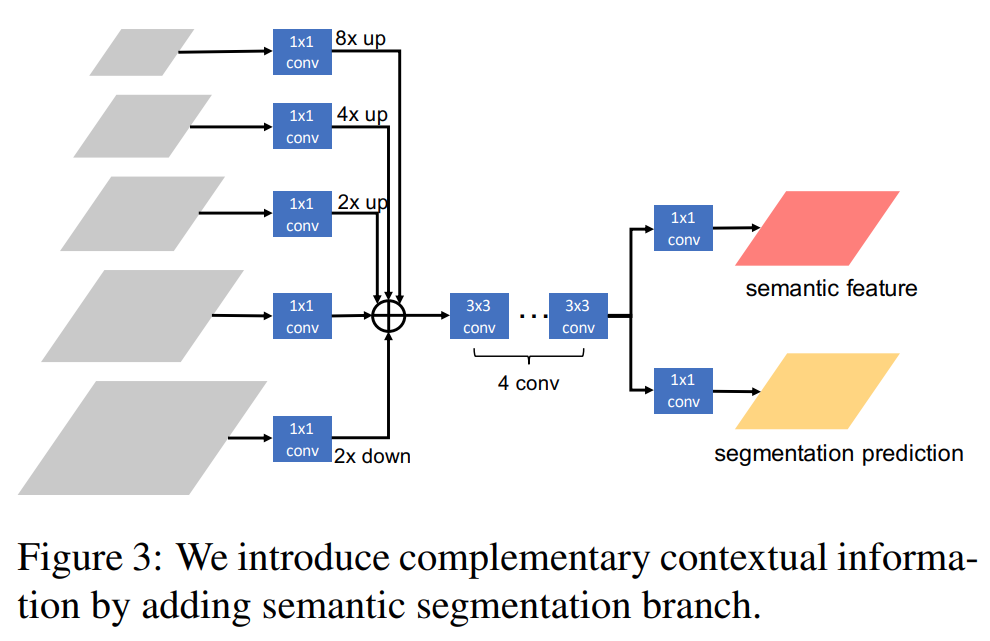 1x1
conv
8x up
1x1
conv
4x up
1x1
conv
2x up
1x1
conv
1x1
conv
2x down
3x3
conv
...
3x3
conv
4 conv
1x1
conv
semantic feature
1x1
conv
segmentation prediction
Figure 3: We introduce complementary contextual informa-
tion by adding semantic segmentation branch.